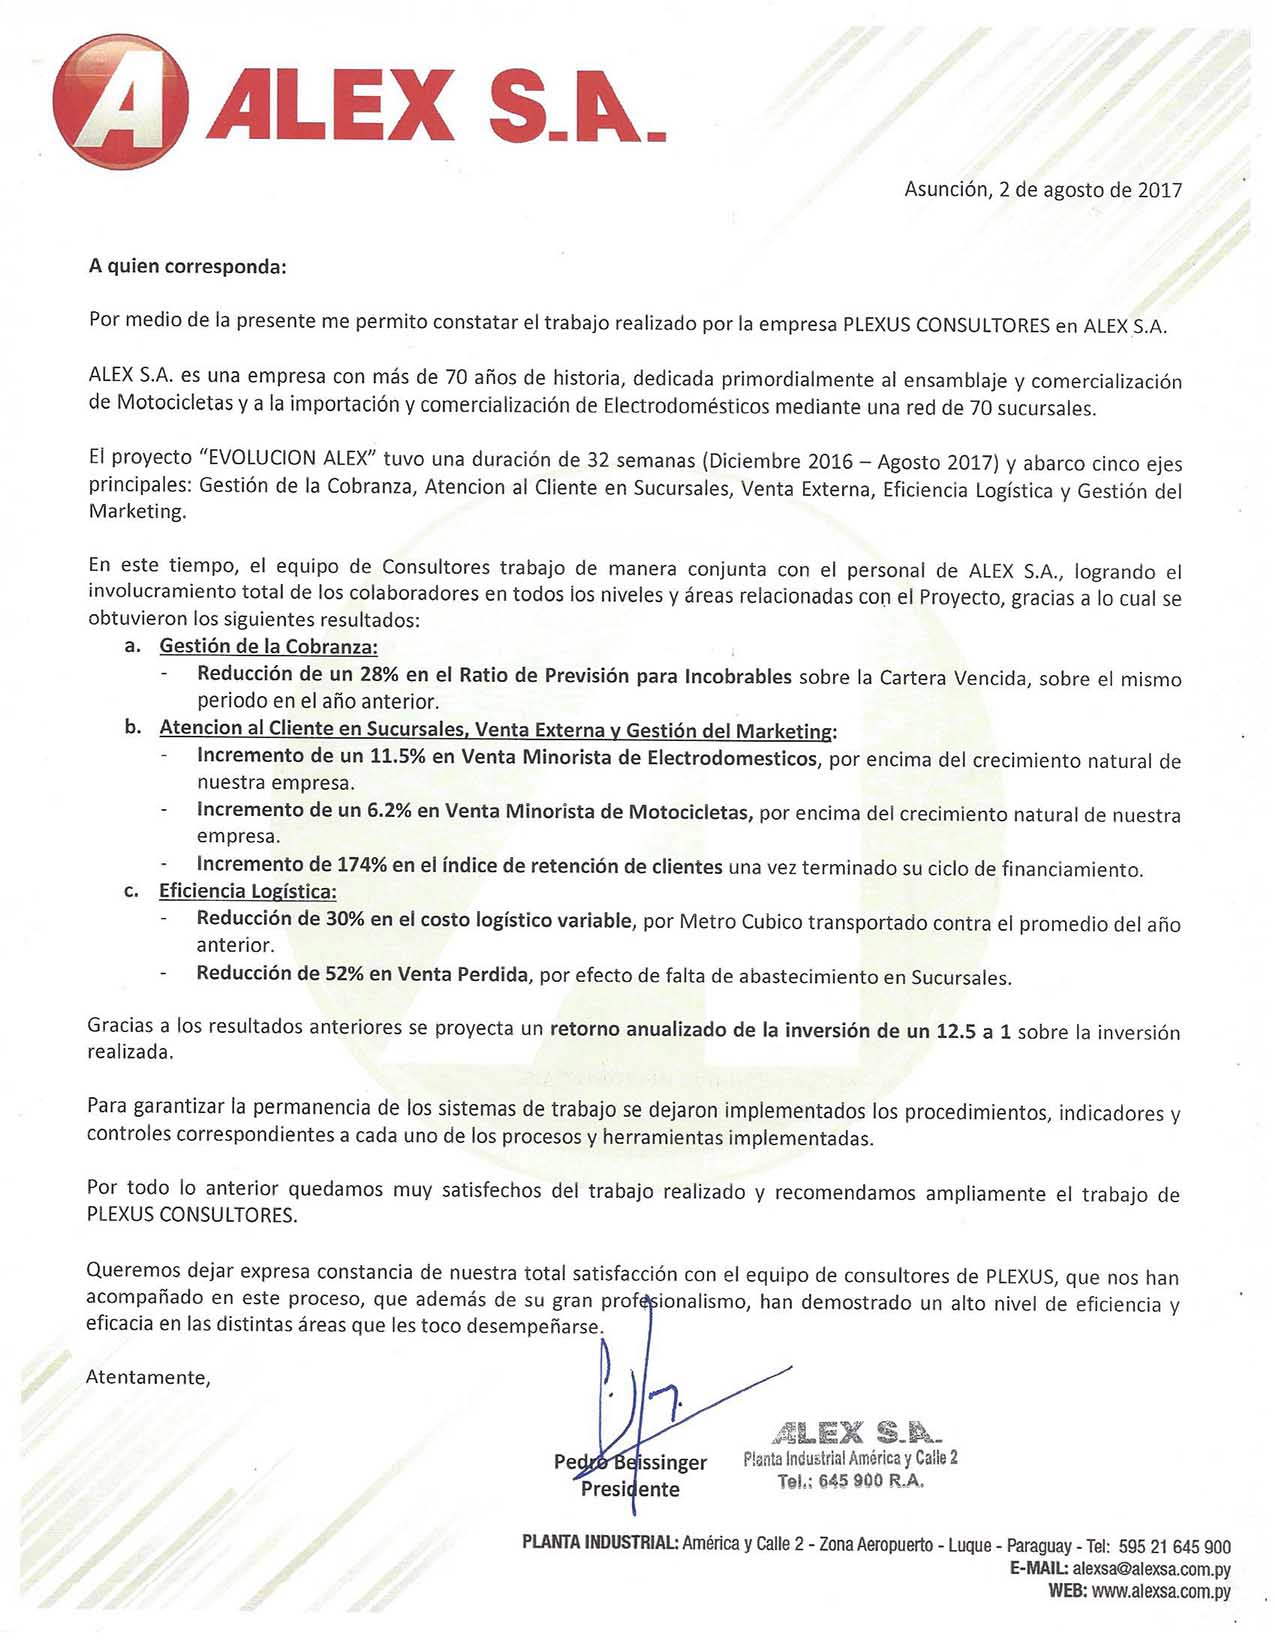 A ALEX S.A.
Asunción, 2 de agosto de 2017
A quien corresponda:
Por medio de la presente me permito constatar el trabajo realizado por la empresa PLEXUS CONSULTORES en ALEX S.A.
ALEX S.A. es una empresa con más de 70 años de historia, dedicada primordialmente al ensamblaje y comercialización
de Motocicletas y a la importación y comercialización de Electrodomésticos mediante una red de 70 sucursales.
El proyecto “EVOLUCION ALEX” tuvo una duración de 32 semanas (Diciembre 2016 – Agosto 2017) y abarco cinco ejes
principales: Gestión de la Cobranza, Atencion al Cliente en Sucursales, Venta Externa, Eficiencia Logística y Gestión del
Marketing.
En este tiempo, el equipo de Consultores trabajo de manera conjunta con el personal de ALEX S.A., logrando el
involucramiento total de los colaboradores en todos los niveles y áreas relacionadas con el Proyecto, gracias a lo cual se
obtuvieron los siguientes resultados:
a. Gestión de la Cobranza:
- Reducción de un 28% en el Ratio de Previsión para Incobrables sobre la Cartera Vencida, sobre el mismo
periodo en el año anterior.
b. Atencion al Cliente en Sucursales, Venta Externa y Gestión del Marketing:
- Incremento de un 11.5% en Venta Minorista de Electrodomesticos, por encima del crecimiento natural de
nuestra empresa.
- Incremento de un 6.2% en Venta Minorista de Motocicletas, por encima del crecimiento natural de nuestra
empresa.
- Incremento de 174% en el índice de retención de clientes una vez terminado su ciclo de financiamiento.
c. Eficiencia Logística:
- Reducción de 30% en el costo logístico variable, por Metro Cubico transportado contra el promedio del año
anterior.
- Reducción de 52% en Venta Perdida, por efecto de falta de abastecimiento en Sucursales.
Gracias a los resultados anteriores se proyecta un retorno anualizado de la inversión de un 12.5 a 1 sobre la inversión
realizada.
Para garantizar la permanencia de los sistemas de trabajo se dejaron implementados los procedimientos, indicadores y
controles correspondientes a cada uno de los procesos y herramientas implementadas.
Por todo lo anterior quedamos muy satisfechos del trabajo realizado y recomendamos ampliamente el trabajo de
PLEXUS CONSULTORES.
Queremos dejar expresa constancia de nuestra total satisfacción con el equipo de consultores de PLEXUS, que nos han
acompañado en este proceso, que además de su gran profesionalismo, han demostrado un alto nivel de eficiencia y
eficacia en las distintas áreas que les toco desempeñarse.
Atentamente,
Pedro Beissinger
Presidente
ALEX S.A.
Planta Industrial América y Calle 2
Tel.: 645 900 R.A.
PLANTA INDUSTRIAL: América y Calle 2 - Zona Aeropuerto - Luque - Paraguay - Tel: 595 21 645 900
E-MAIL: alexsa@alexsa.com.py
WEB: www.alexsa.com.py